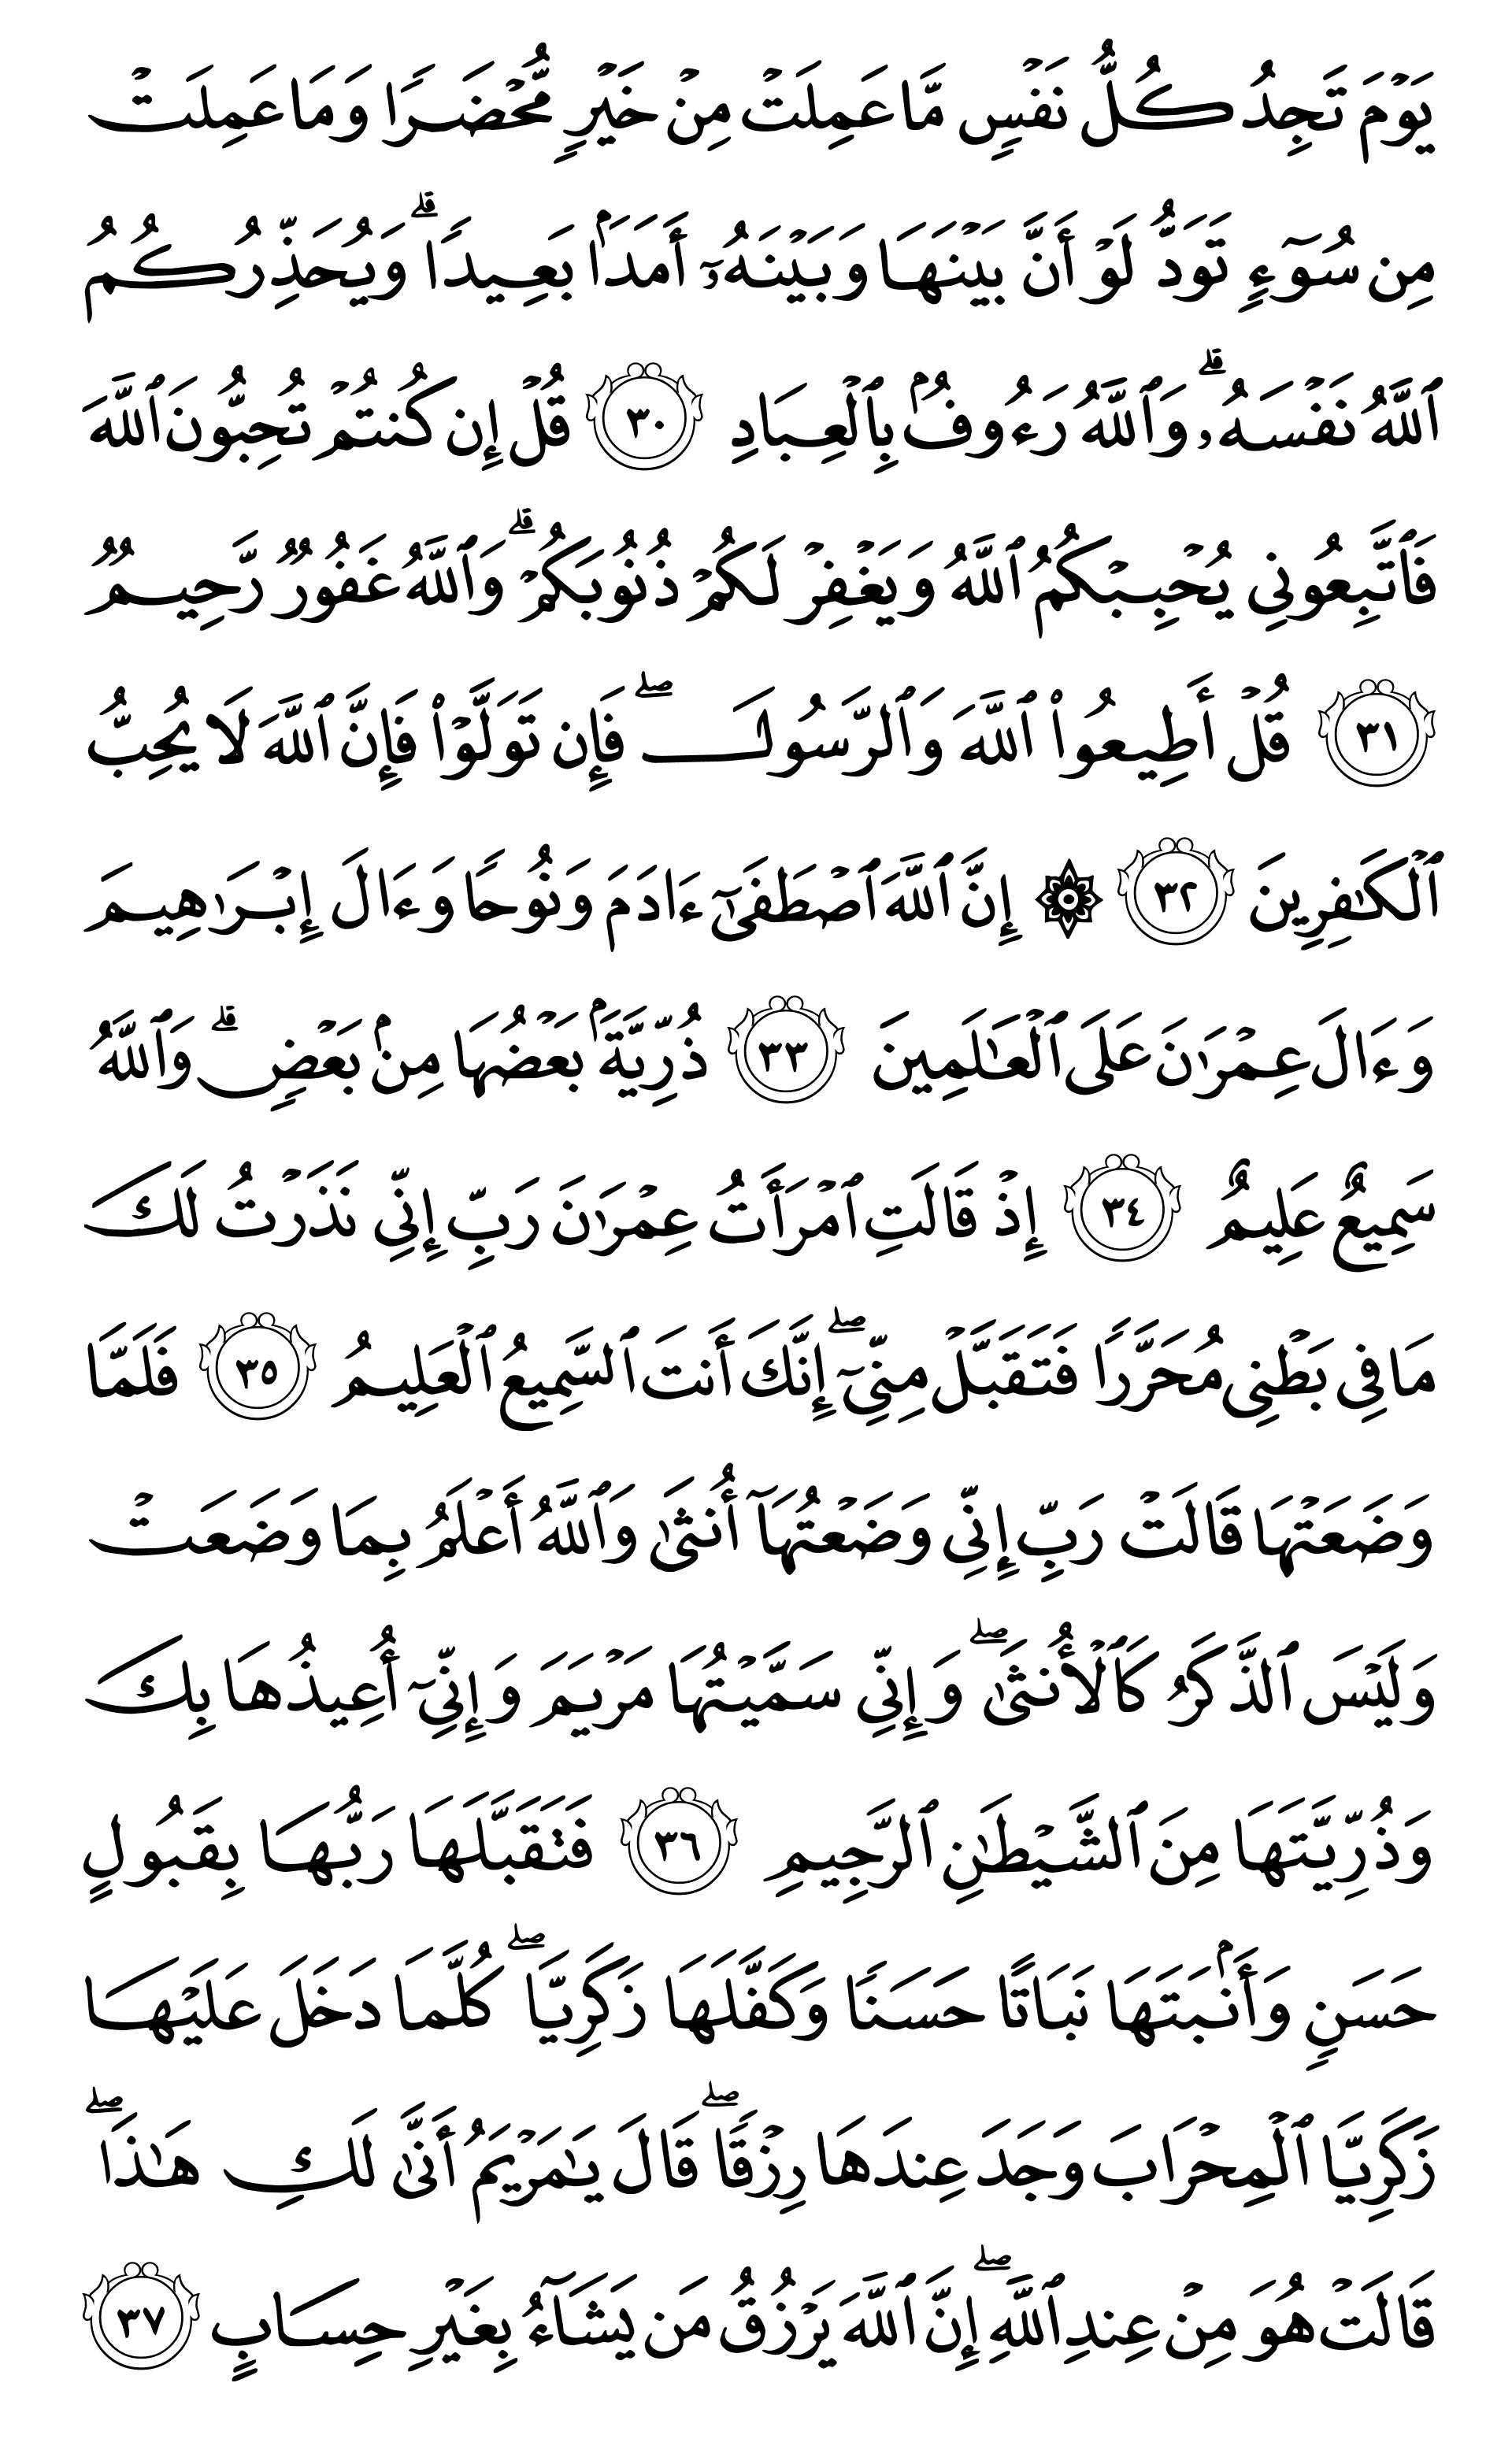 يَوْمَ تَجِدُ كُلُّ نَفْسٍ مَّا عَمِلَتْ مِنْ خَيْرٍ مُّحْضَرًا وَمَا عَمِلَتْ
مِن سُوٓءٍ تَوَدُّ لَوْ أَنَّ بَيْنَهَا وَبَيْنَهُۥٓ أَمَدَۢا بَعِيدًا ۗ وَيُحَذِّرُكُمُ
ٱللَّهُ نَفْسَهُۥ ۗ وَٱللَّهُ رَءُوفُۢ بِٱلْعِبَادِ ٣٠ قُلْ إِن كُنتُمْ تُحِبُّونَ ٱللَّهَ
فَٱتَّبِعُونِي يُحْبِبْكُمُ ٱللَّهُ وَيَغْفِرْ لَكُمْ ذُنُوبَكُمْ ۗ وَٱللَّهُ غَفُورٌ رَّحِيمٌ
٣١ قُلْ أَطِيعُوا۟ ٱللَّهَ وَٱلرَّسُولَ ۖ فَإِن تَوَلَّوْا۟ فَإِنَّ ٱللَّهَ لَا يُحِبُّ
ٱلْكَـٰفِرِينَ ٣٢ ۞ إِنَّ ٱللَّهَ ٱصْطَفَىٰٓ ءَادَمَ وَنُوحًا وَءَالَ إِبْرَٰهِيمَ
وَءَالَ عِمْرَٰنَ عَلَى ٱلْعَـٰلَمِينَ ٣٣ ذُرِّيَّةَۢ بَعْضُهَا مِنۢ بَعْضٍ ۗ وَٱللَّهُ
سَمِيعٌ عَلِيمٌ ٣٤ إِذْ قَالَتِ ٱمْرَأَتُ عِمْرَٰنَ رَبِّ إِنِّي نَذَرْتُ لَكَ
مَا فِي بَطْنِي مُحَرَّرًا فَتَقَبَّلْ مِنِّيٓ ۖ إِنَّكَ أَنتَ ٱلسَّمِيعُ ٱلْعَلِيمُ ٣٥ فَلَمَّا
وَضَعَتْهَا قَالَتْ رَبِّ إِنِّي وَضَعْتُهَآ أُنثَىٰ وَٱللَّهُ أَعْلَمُ بِمَا وَضَعَتْ
وَلَيْسَ ٱلذَّكَرُ كَٱلْأُنثَىٰ ۖ وَإِنِّي سَمَّيْتُهَا مَرْيَمَ وَإِنِّيٓ أُعِيذُهَا بِكَ
وَذُرِّيَّتَهَا مِنَ ٱلشَّيْطَـٰنِ ٱلرَّجِيمِ ٣٦ فَتَقَبَّلَهَا رَبُّهَا بِقَبُولٍ
حَسَنٍ وَأَنۢبَتَهَا نَبَاتًا حَسَنًا وَكَفَّلَهَا زَكَرِيَّا ۖ كُلَّمَا دَخَلَ عَلَيْهَا
زَكَرِيَّا ٱلْمِحْرَابَ وَجَدَ عِندَهَا رِزْقًا ۖ قَالَ يَـٰمَرْيَمُ أَنَّىٰ لَكِ هَـٰذَا ۖ
قَالَتْ هُوَ مِنْ عِندِ ٱللَّهِ ۖ إِنَّ ٱللَّهَ يَرْزُقُ مَن يَشَآءُ بِغَيْرِ حِسَابٍ ٣٧